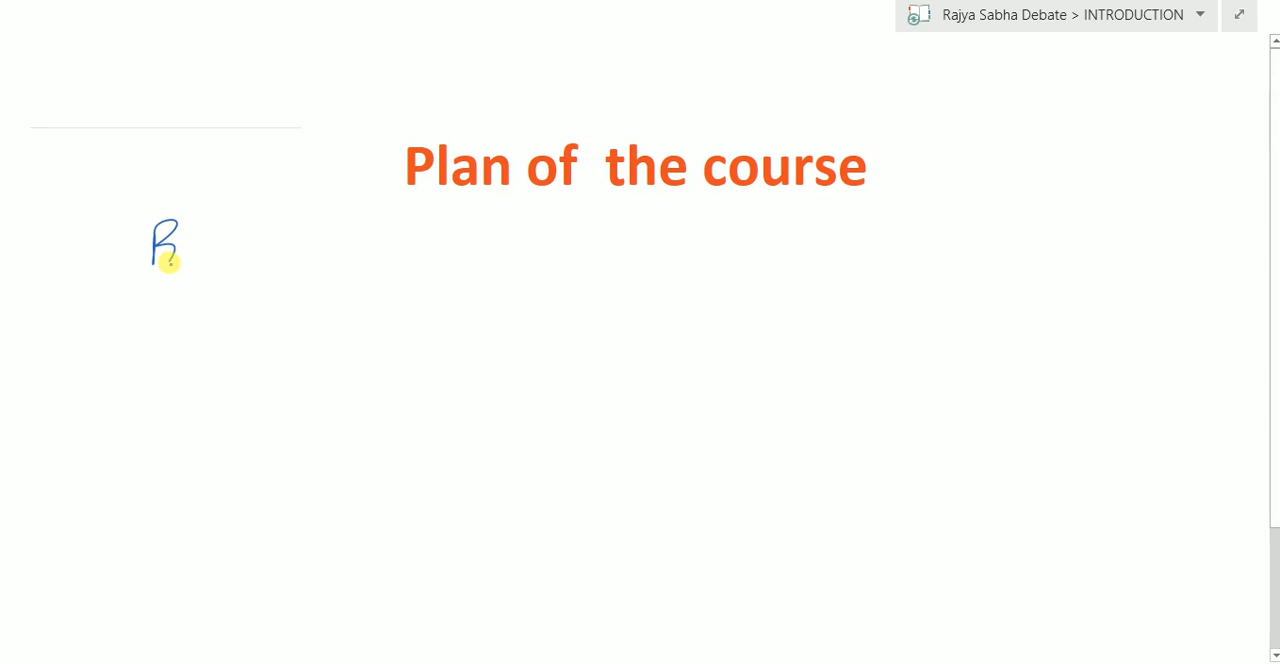 Rajya Sabha Debate > INTRODUCTION
Plan of the course